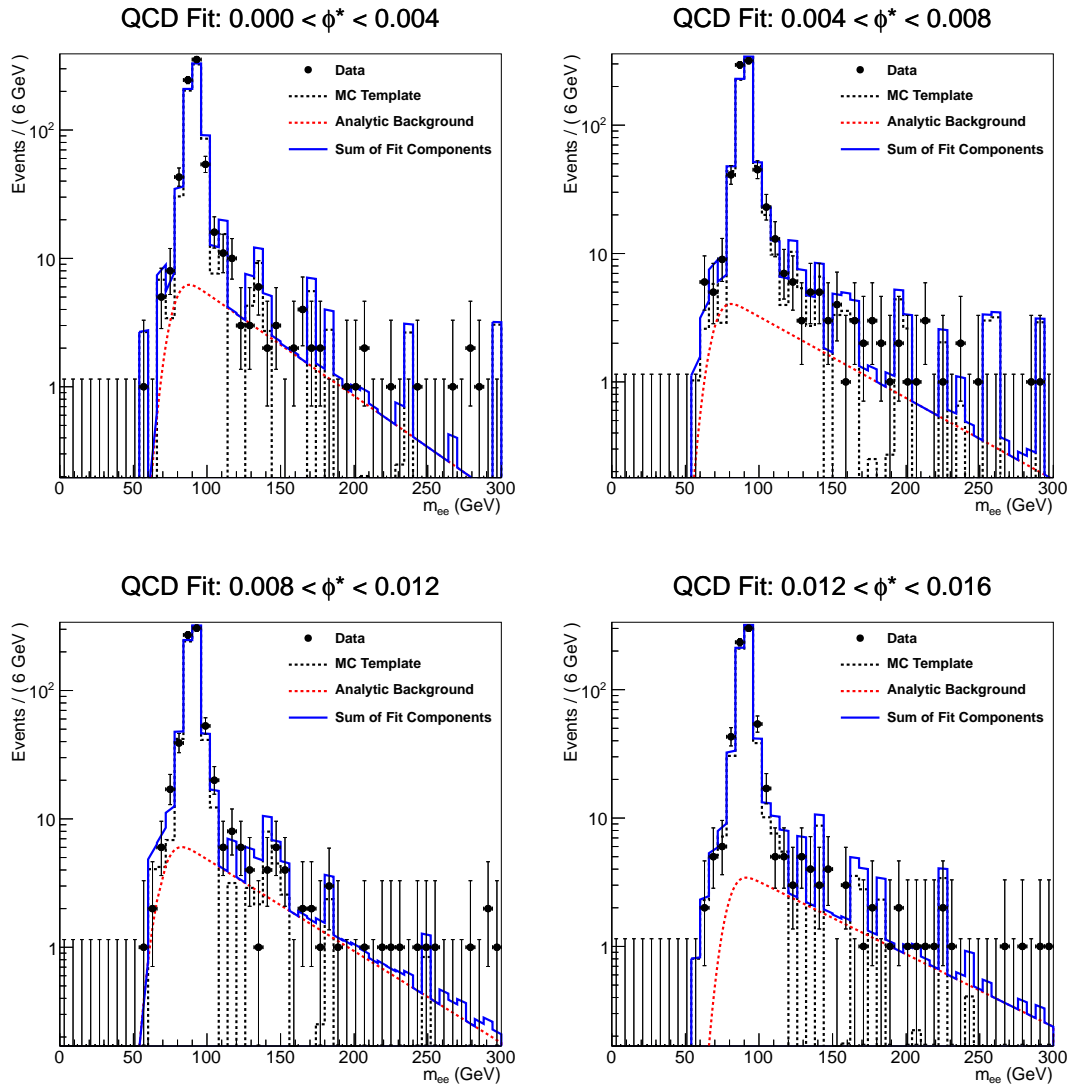 QCD Fit: 0.000 < ϕ* < 0.004
Events / ( 6 GeV )
10²
10
1
Data
MC Template
Analytic Background
Sum of Fit Components
0 50 100 150 200 250 300
m_ee (GeV)
QCD Fit: 0.004 < ϕ* < 0.008
Events / ( 6 GeV )
10²
10
1
Data
MC Template
Analytic Background
Sum of Fit Components
0 50 100 150 200 250 300
m_ee (GeV)
QCD Fit: 0.008 < ϕ* < 0.012
Events / ( 6 GeV )
10²
10
1
Data
MC Template
Analytic Background
Sum of Fit Components
0 50 100 150 200 250 300
m_ee (GeV)
QCD Fit: 0.012 < ϕ* < 0.016
Events / ( 6 GeV )
10²
10
1
Data
MC Template
Analytic Background
Sum of Fit Components
0 50 100 150 200 250 300
m_ee (GeV)